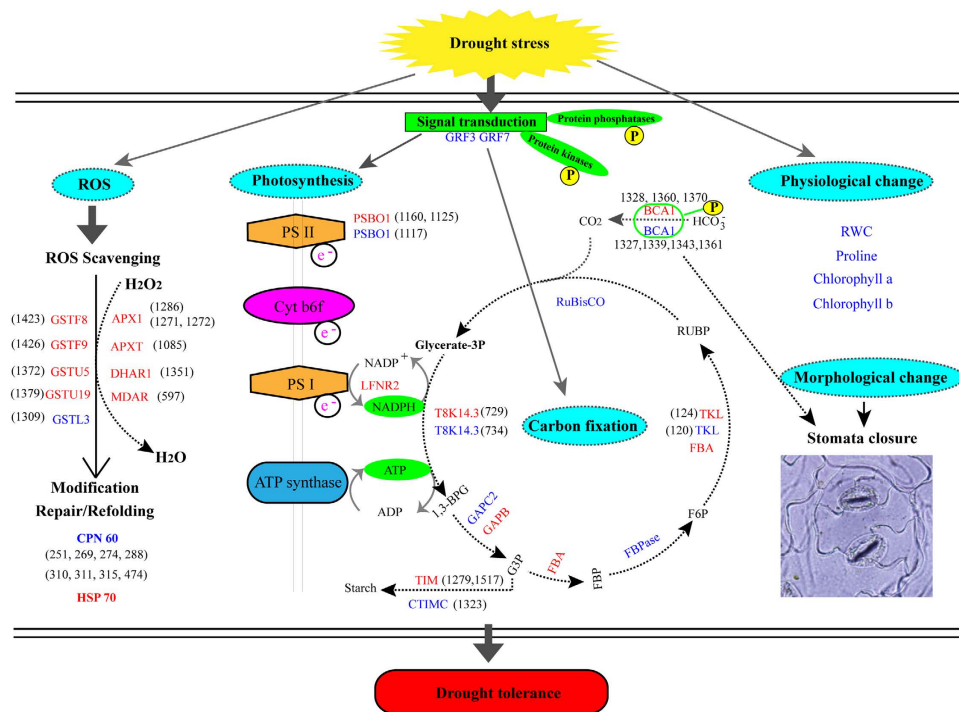 Drought stress
Signal transduction
GRF3 GRF7
Protein phosphatases
P
Protein kinases
P
ROS
ROS Scavenging
H2O2
(1423) GSTF8
(1426) GSTF9
(1372) GSTU5
(1379) GSTU19
(1309) GSTL3
APX1 (1286)
(1271, 1272)
APXT (1085)
DHAR1 (1351)
MDAR (597)
H2O
Modification
Repair/Refolding
CPN 60
(251, 269, 274, 288)
(310, 311, 315, 474)
HSP 70
Photosynthesis
PS II
e-
PSBO1 (1160, 1125)
PSBO1 (1117)
Cyt b6f
e-
PS I
e-
NADP+
LFNR2
NADPH
ATP synthase
ATP
ADP
1328, 1360, 1370
BCA1
P
CO2
HCO3-
BCA1
1327,1339,1343,1361
RuBisCO
RUBP
Glycerate-3P
T8K14.3 (729)
T8K14.3 (734)
Carbon fixation
(124) TKL
(120) TKL
FBA
1,3-BPG
GAPC2
GAPB
G3P
FBA
FBP
FBPase
F6P
Starch
TIM (1279,1517)
CTIMC (1323)
Physiological change
RWC
Proline
Chlorophyll a
Chlorophyll b
Morphological change
Stomata closure
Drought tolerance